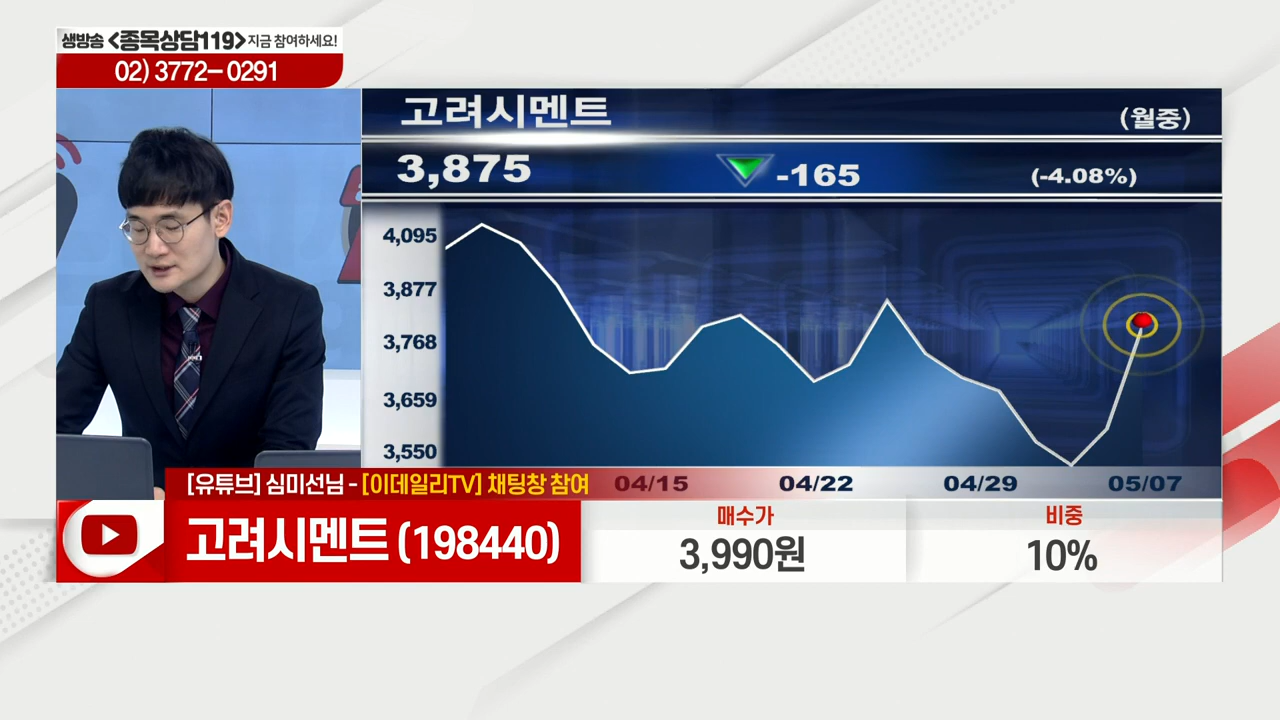 생방송 <종목상담119> 지금 참여하세요!
02) 3772-0291
고려시멘트
(월중)
3,875
-165
(-4.08%)
4,095
3,877
3,768
3,659
3,550
04/15
04/22
04/29
05/07
[유튜브] 심미선님 - [이데일리TV] 채팅창 참여
고려시멘트 (198440)
매수가
비중
3,990원
10%